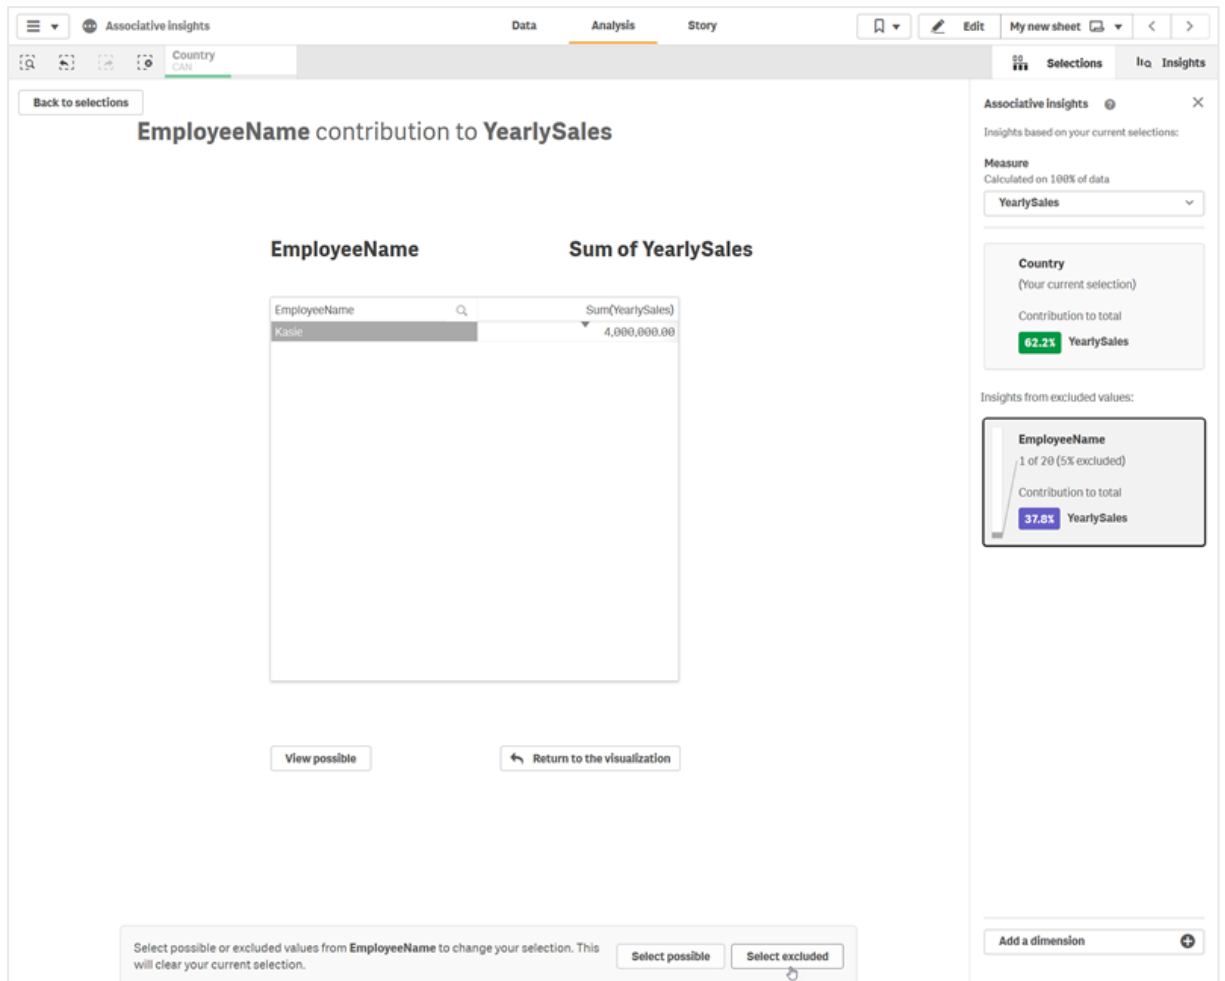 Associative insights
Data
Analysis
Story
Edit
My new sheet
Country
CAN
Selections
Insights
Back to selections
EmployeeName contribution to YearlySales
EmployeeName
Sum of YearlySales
EmployeeName
Sum(YearlySales)
Kasie
4,000,000.00
View possible
Return to the visualization
Select possible or excluded values from EmployeeName to change your selection. This
will clear your current selection.
Select possible
Select excluded
Associative insights
Insights based on your current selections:
Measure
Calculated on 100% of data
YearlySales
Country
(Your current selection)
Contribution to total
62.2% YearlySales
Insights from excluded values:
EmployeeName
1 of 20 (5% excluded)
Contribution to total
37.8% YearlySales
Add a dimension